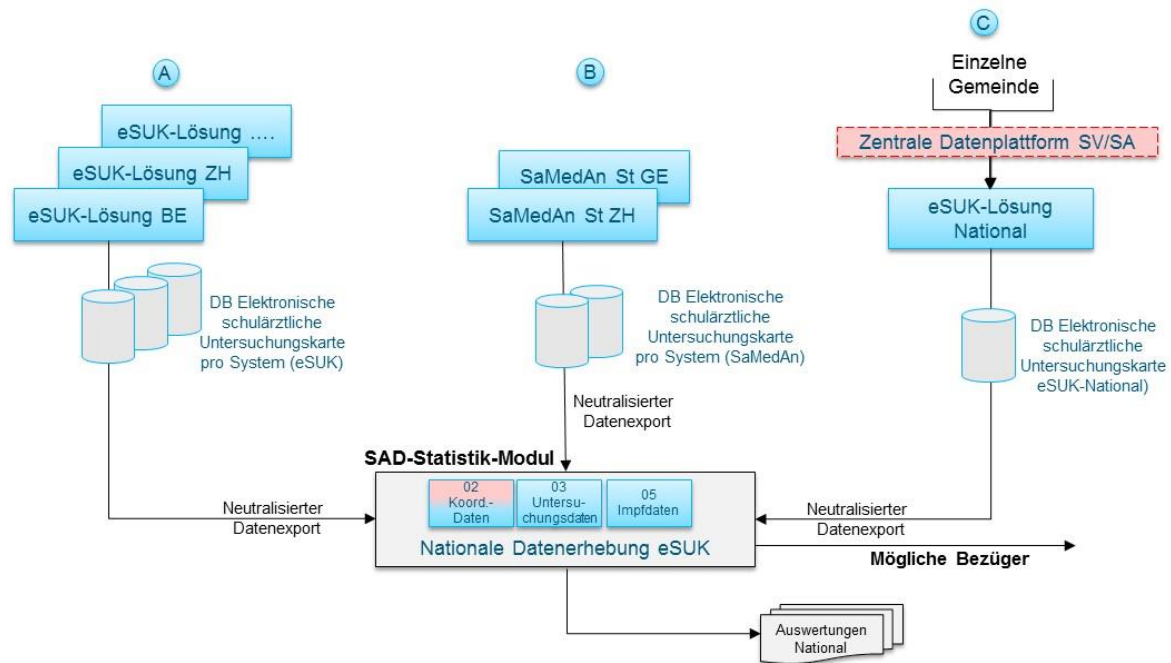 A
eSUK-Lösung ....
eSUK-Lösung ZH
eSUK-Lösung BE
DB Elektronische
schulärztliche
Untersuchungskarte
pro System (eSUK)
B
SaMedAn St GE
SaMedAn St ZH
DB Elektronische
schulärztliche
Untersuchungskarte
pro System (SaMedAn)
Neutralisierter
Datenexport
C
Einzelne
Gemeinde
Zentrale Datenplattform SV/SA
eSUK-Lösung
National
DB Elektronische
schulärztliche
Untersuchungskarte
eSUK-National)
SAD-Statistik-Modul
02
Koord.-
Daten
03
Untersu-
chungsdaten
05
Impfdaten
Nationale Datenerhebung eSUK
Neutralisierter
Datenexport
Neutralisierter
Datenexport
Mögliche Bezüger
Auswertungen
National